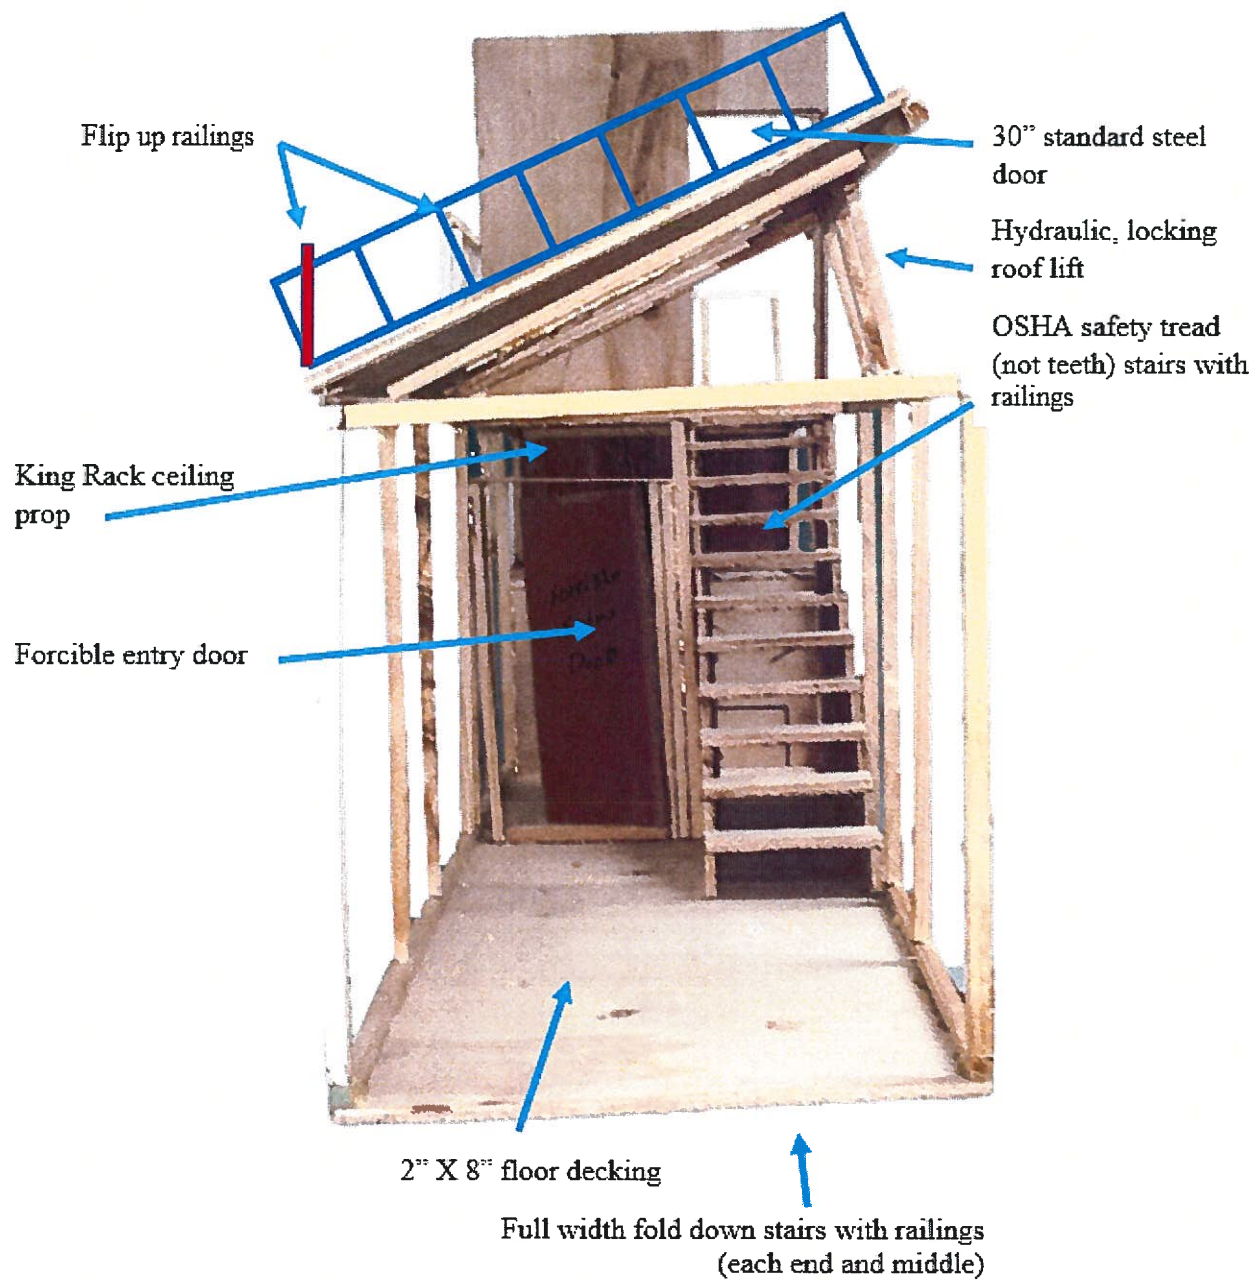 Flip up railings
30” standard steel
door
Hydraulic, locking
roof lift
OSHA safety tread
(not teeth) stairs with
railings
King Rack ceiling
prop
Forcible entry door
Forcible
Door
2” X 8” floor decking
Full width fold down stairs with railings
(each end and middle)